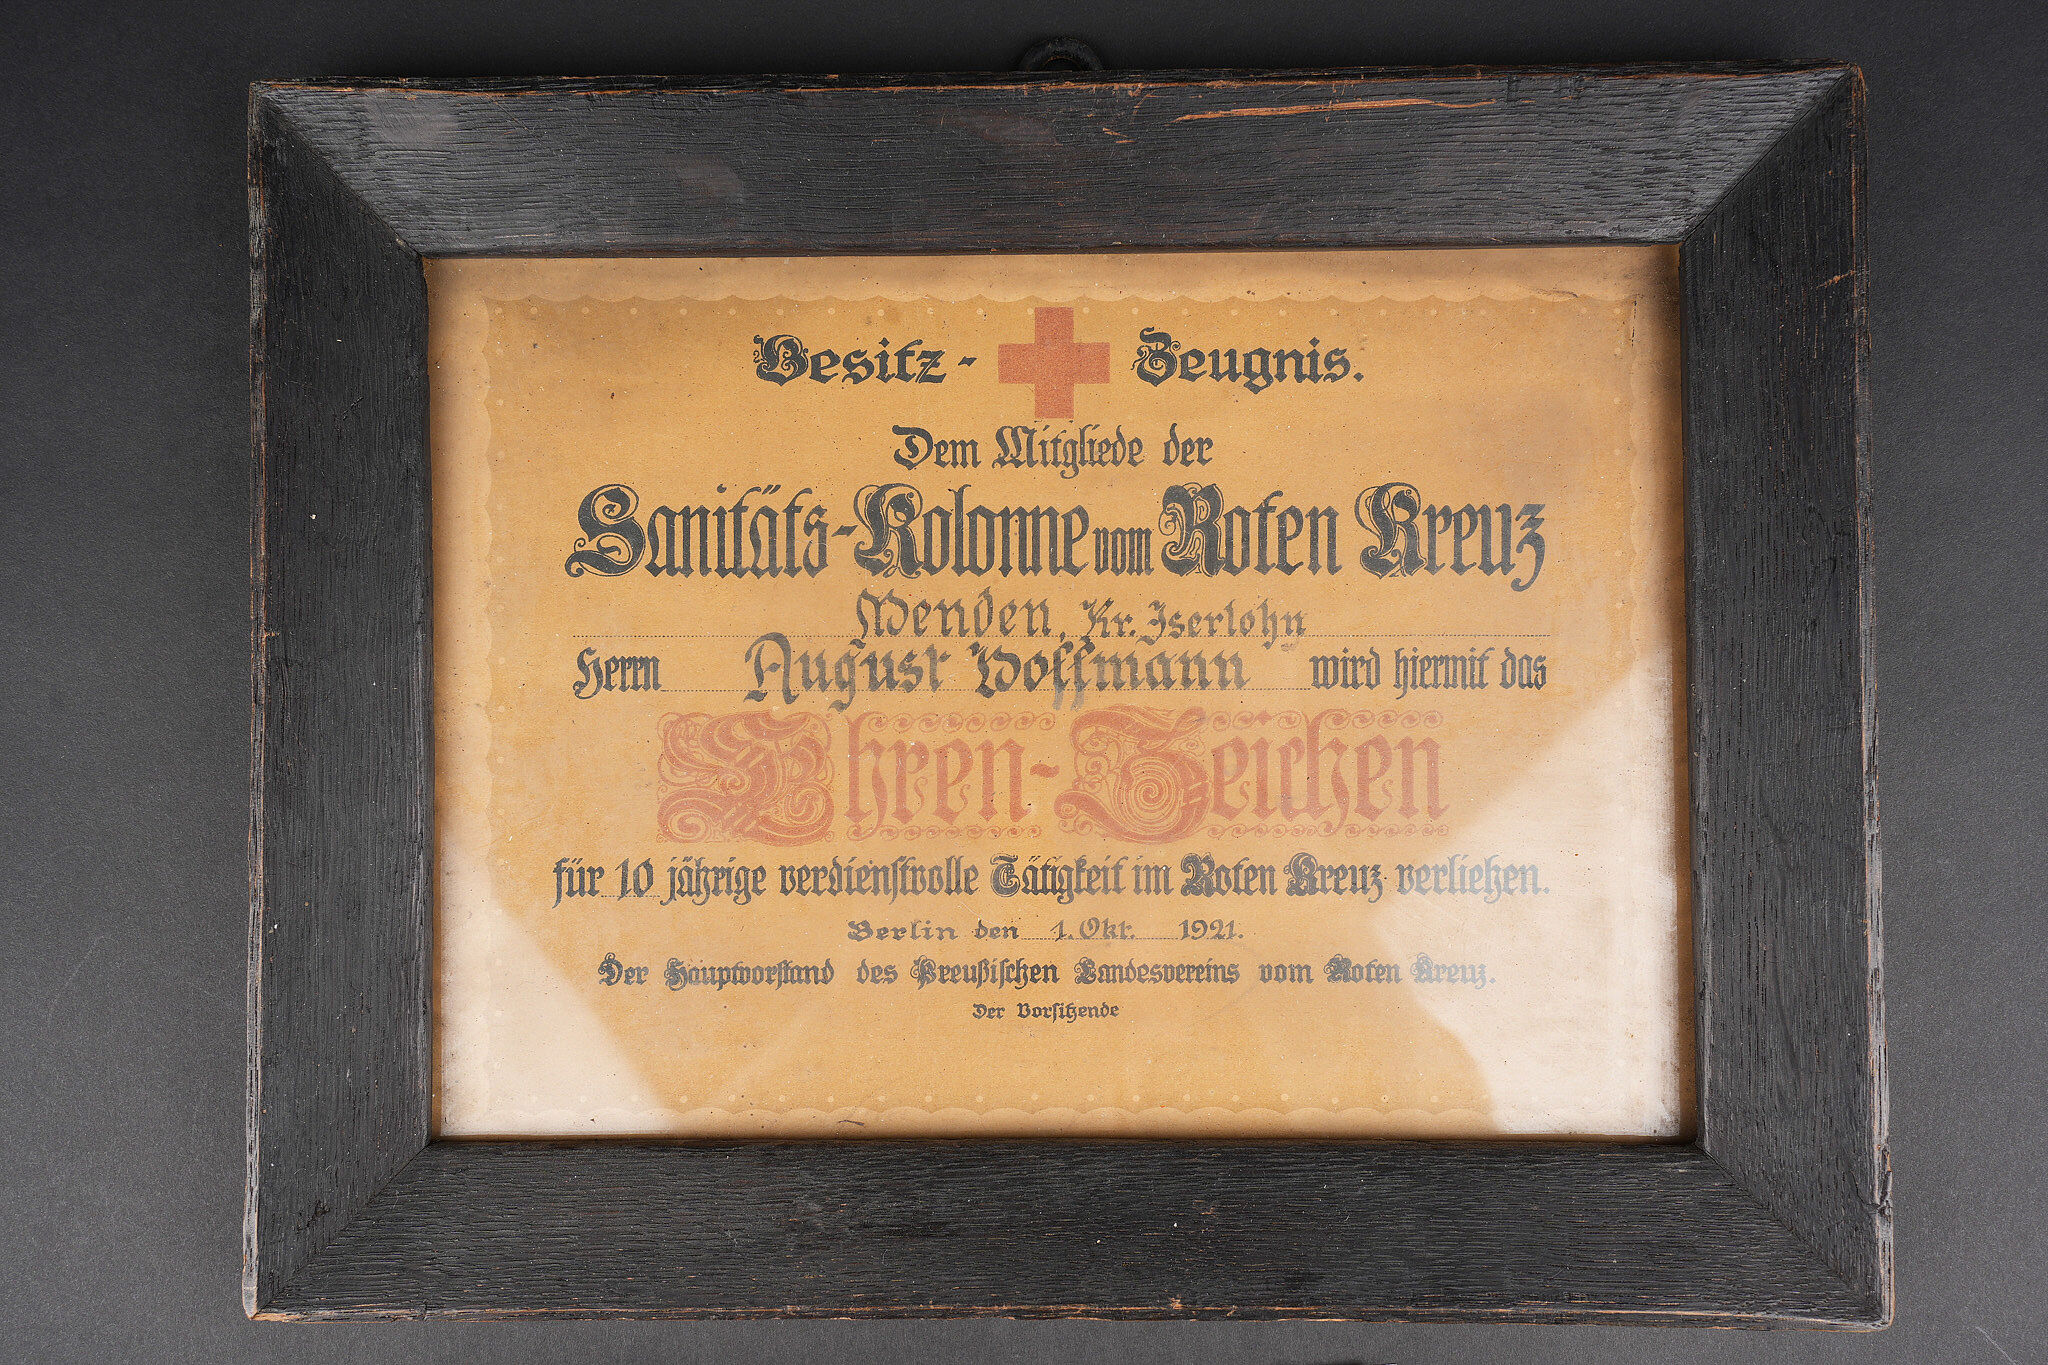 Besitz- Zeugnis.
Dem Mitgliede der
Sanitäts-Kolonne vom Roten Kreuz
Menden, Kr. Iserlohn
Herrn August Hoffmann wird hiermit das
Ehren-Zeichen
für 10 jährige verdienstvolle Tätigkeit im Roten Kreuz verliehen.
Berlin den 1. Okt. 1921.
Der Hauptvorstand des Preußischen Landesvereins vom Roten Kreuz.
Der Vorsitzende